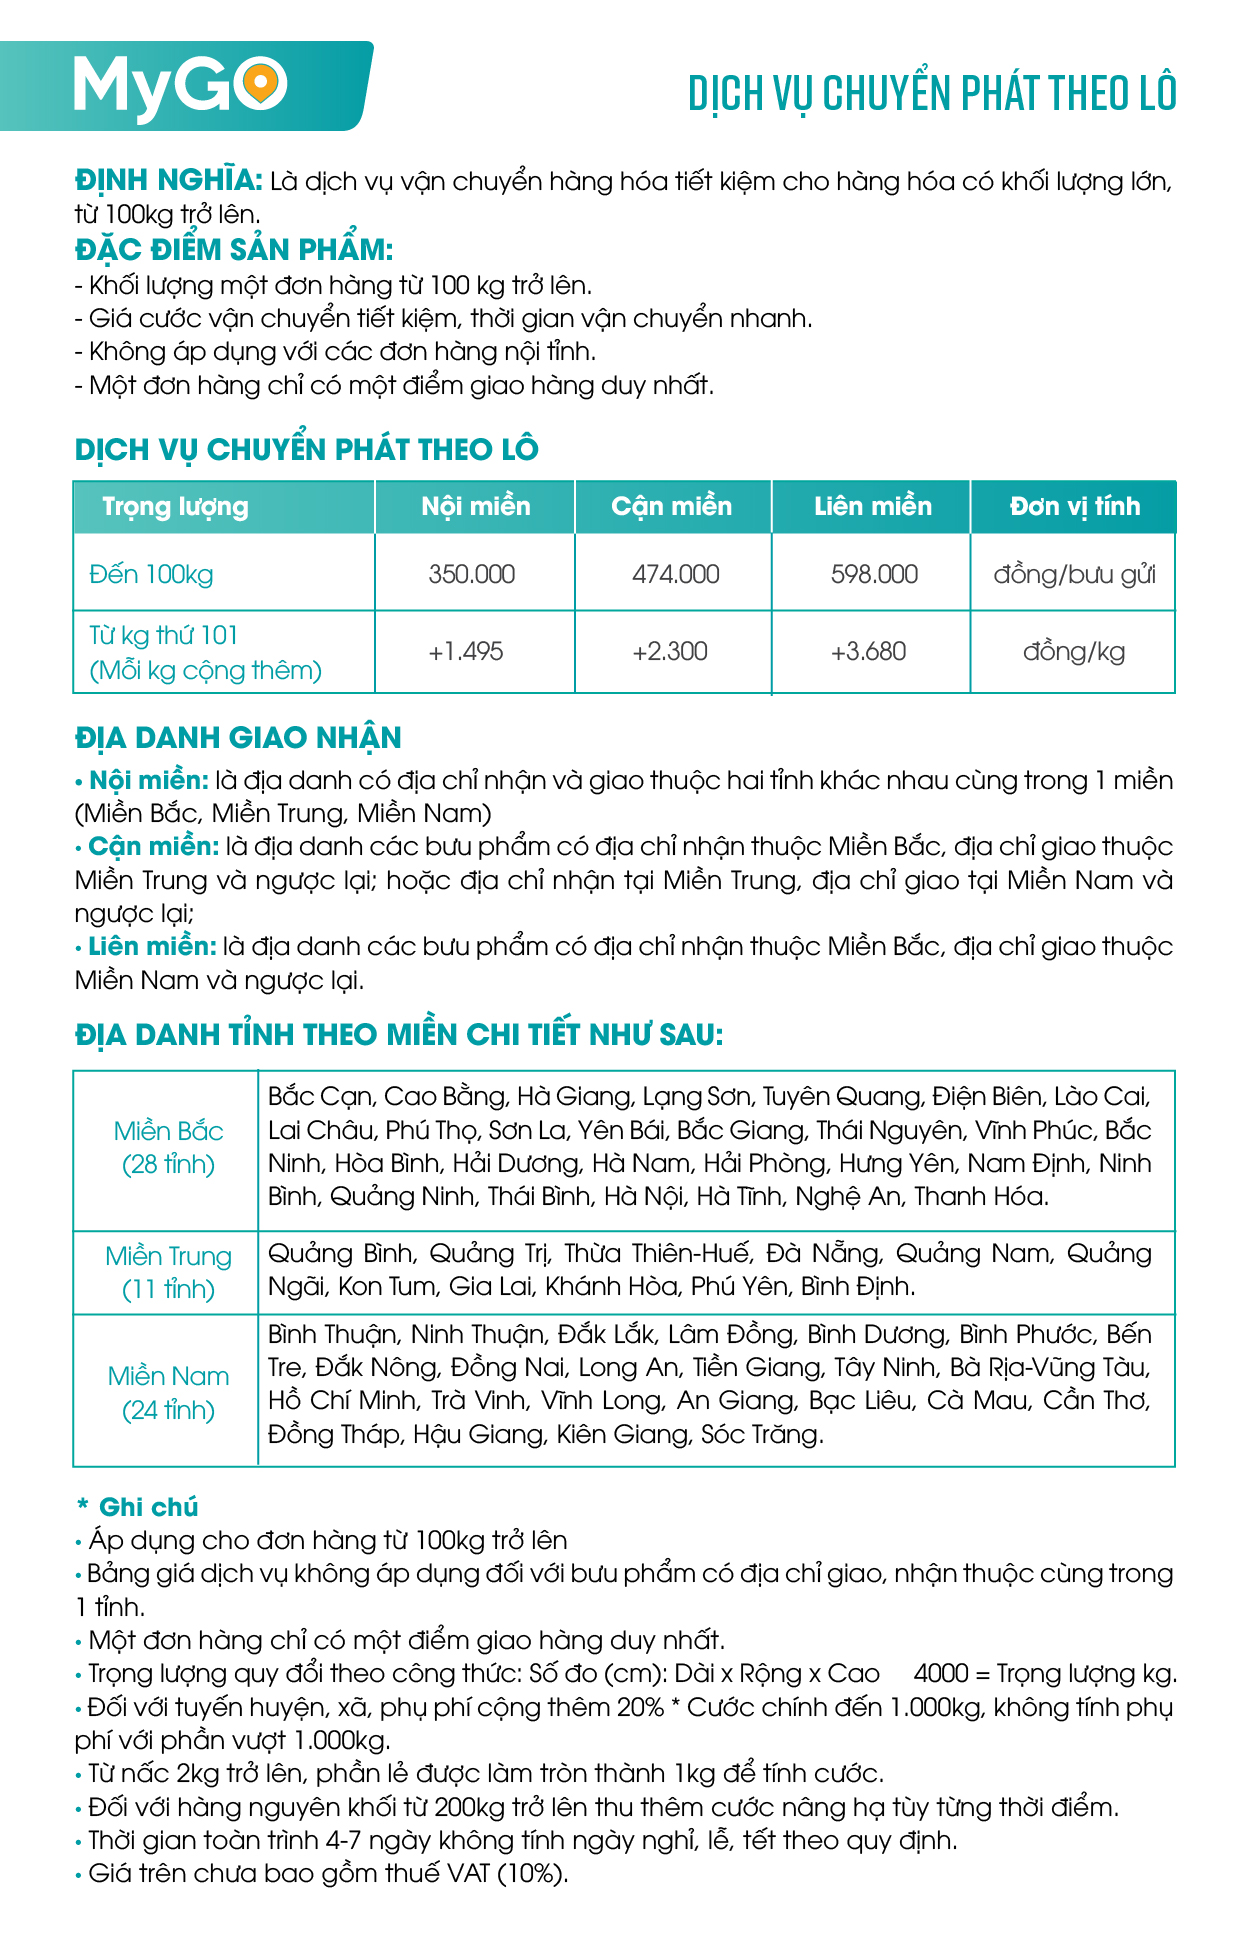 MyGO
DỊCH VỤ CHUYỂN PHÁT THEO LÔ
ĐỊNH NGHĨA: Là dịch vụ vận chuyển hàng hóa tiết kiệm cho hàng hóa có khối lượng lớn,
từ 100kg trở lên.
ĐẶC ĐIỂM SẢN PHẨM:
- Khối lượng một đơn hàng từ 100 kg trở lên.
- Giá cước vận chuyển tiết kiệm, thời gian vận chuyển nhanh.
- Không áp dụng với các đơn hàng nội tỉnh.
- Một đơn hàng chỉ có một điểm giao hàng duy nhất.
DỊCH VỤ CHUYỂN PHÁT THEO LÔ
Trọng lượng Nội miền Cận miền Liên miền Đơn vị tính
Đến 100kg 350.000 474.000 598.000 đồng/bưu gửi
Từ kg thứ 101
(Mỗi kg cộng thêm) +1.495 +2.300 +3.680 đồng/kg
ĐỊA DANH GIAO NHẬN
• Nội miền: là địa danh có địa chỉ nhận và giao thuộc hai tỉnh khác nhau cùng trong 1 miền
(Miền Bắc, Miền Trung, Miền Nam)
• Cận miền: là địa danh các bưu phẩm có địa chỉ nhận thuộc Miền Bắc, địa chỉ giao thuộc
Miền Trung và ngược lại; hoặc địa chỉ nhận tại Miền Trung, địa chỉ giao tại Miền Nam và
ngược lại;
• Liên miền: là địa danh các bưu phẩm có địa chỉ nhận thuộc Miền Bắc, địa chỉ giao thuộc
Miền Nam và ngược lại.
ĐỊA DANH TỈNH THEO MIỀN CHI TIẾT NHƯ SAU:
Miền Bắc
(28 tỉnh)
Bắc Cạn, Cao Bằng, Hà Giang, Lạng Sơn, Tuyên Quang, Điện Biên, Lào Cai,
Lai Châu, Phú Thọ, Sơn La, Yên Bái, Bắc Giang, Thái Nguyên, Vĩnh Phúc, Bắc
Ninh, Hòa Bình, Hải Dương, Hà Nam, Hải Phòng, Hưng Yên, Nam Định, Ninh
Bình, Quảng Ninh, Thái Bình, Hà Nội, Hà Tĩnh, Nghệ An, Thanh Hóa.
Miền Trung
(11 tỉnh)
Quảng Bình, Quảng Trị, Thừa Thiên-Huế, Đà Nẵng, Quảng Nam, Quảng
Ngãi, Kon Tum, Gia Lai, Khánh Hòa, Phú Yên, Bình Định.
Miền Nam
(24 tỉnh)
Bình Thuận, Ninh Thuận, Đắk Lắk, Lâm Đồng, Bình Dương, Bình Phước, Bến
Tre, Đắk Nông, Đồng Nai, Long An, Tiền Giang, Tây Ninh, Bà Rịa-Vũng Tàu,
Hồ Chí Minh, Trà Vinh, Vĩnh Long, An Giang, Bạc Liêu, Cà Mau, Cần Thơ,
Đồng Tháp, Hậu Giang, Kiên Giang, Sóc Trăng.
* Ghi chú
• Áp dụng cho đơn hàng từ 100kg trở lên
• Bảng giá dịch vụ không áp dụng đối với bưu phẩm có địa chỉ giao, nhận thuộc cùng trong
1 tỉnh.
• Một đơn hàng chỉ có một điểm giao hàng duy nhất.
• Trọng lượng quy đổi theo công thức: Số đo (cm): Dài x Rộng x Cao 4000 = Trọng lượng kg.
• Đối với tuyến huyện, xã, phụ phí cộng thêm 20% * Cước chính đến 1.000kg, không tính phụ
phí với phần vượt 1.000kg.
• Từ nấc 2kg trở lên, phần lẻ được làm tròn thành 1kg để tính cước.
• Đối với hàng nguyên khối từ 200kg trở lên thu thêm cước nâng hạ tùy từng thời điểm.
• Thời gian toàn trình 4-7 ngày không tính ngày nghỉ, lễ, tết theo quy định.
• Giá trên chưa bao gồm thuế VAT (10%).